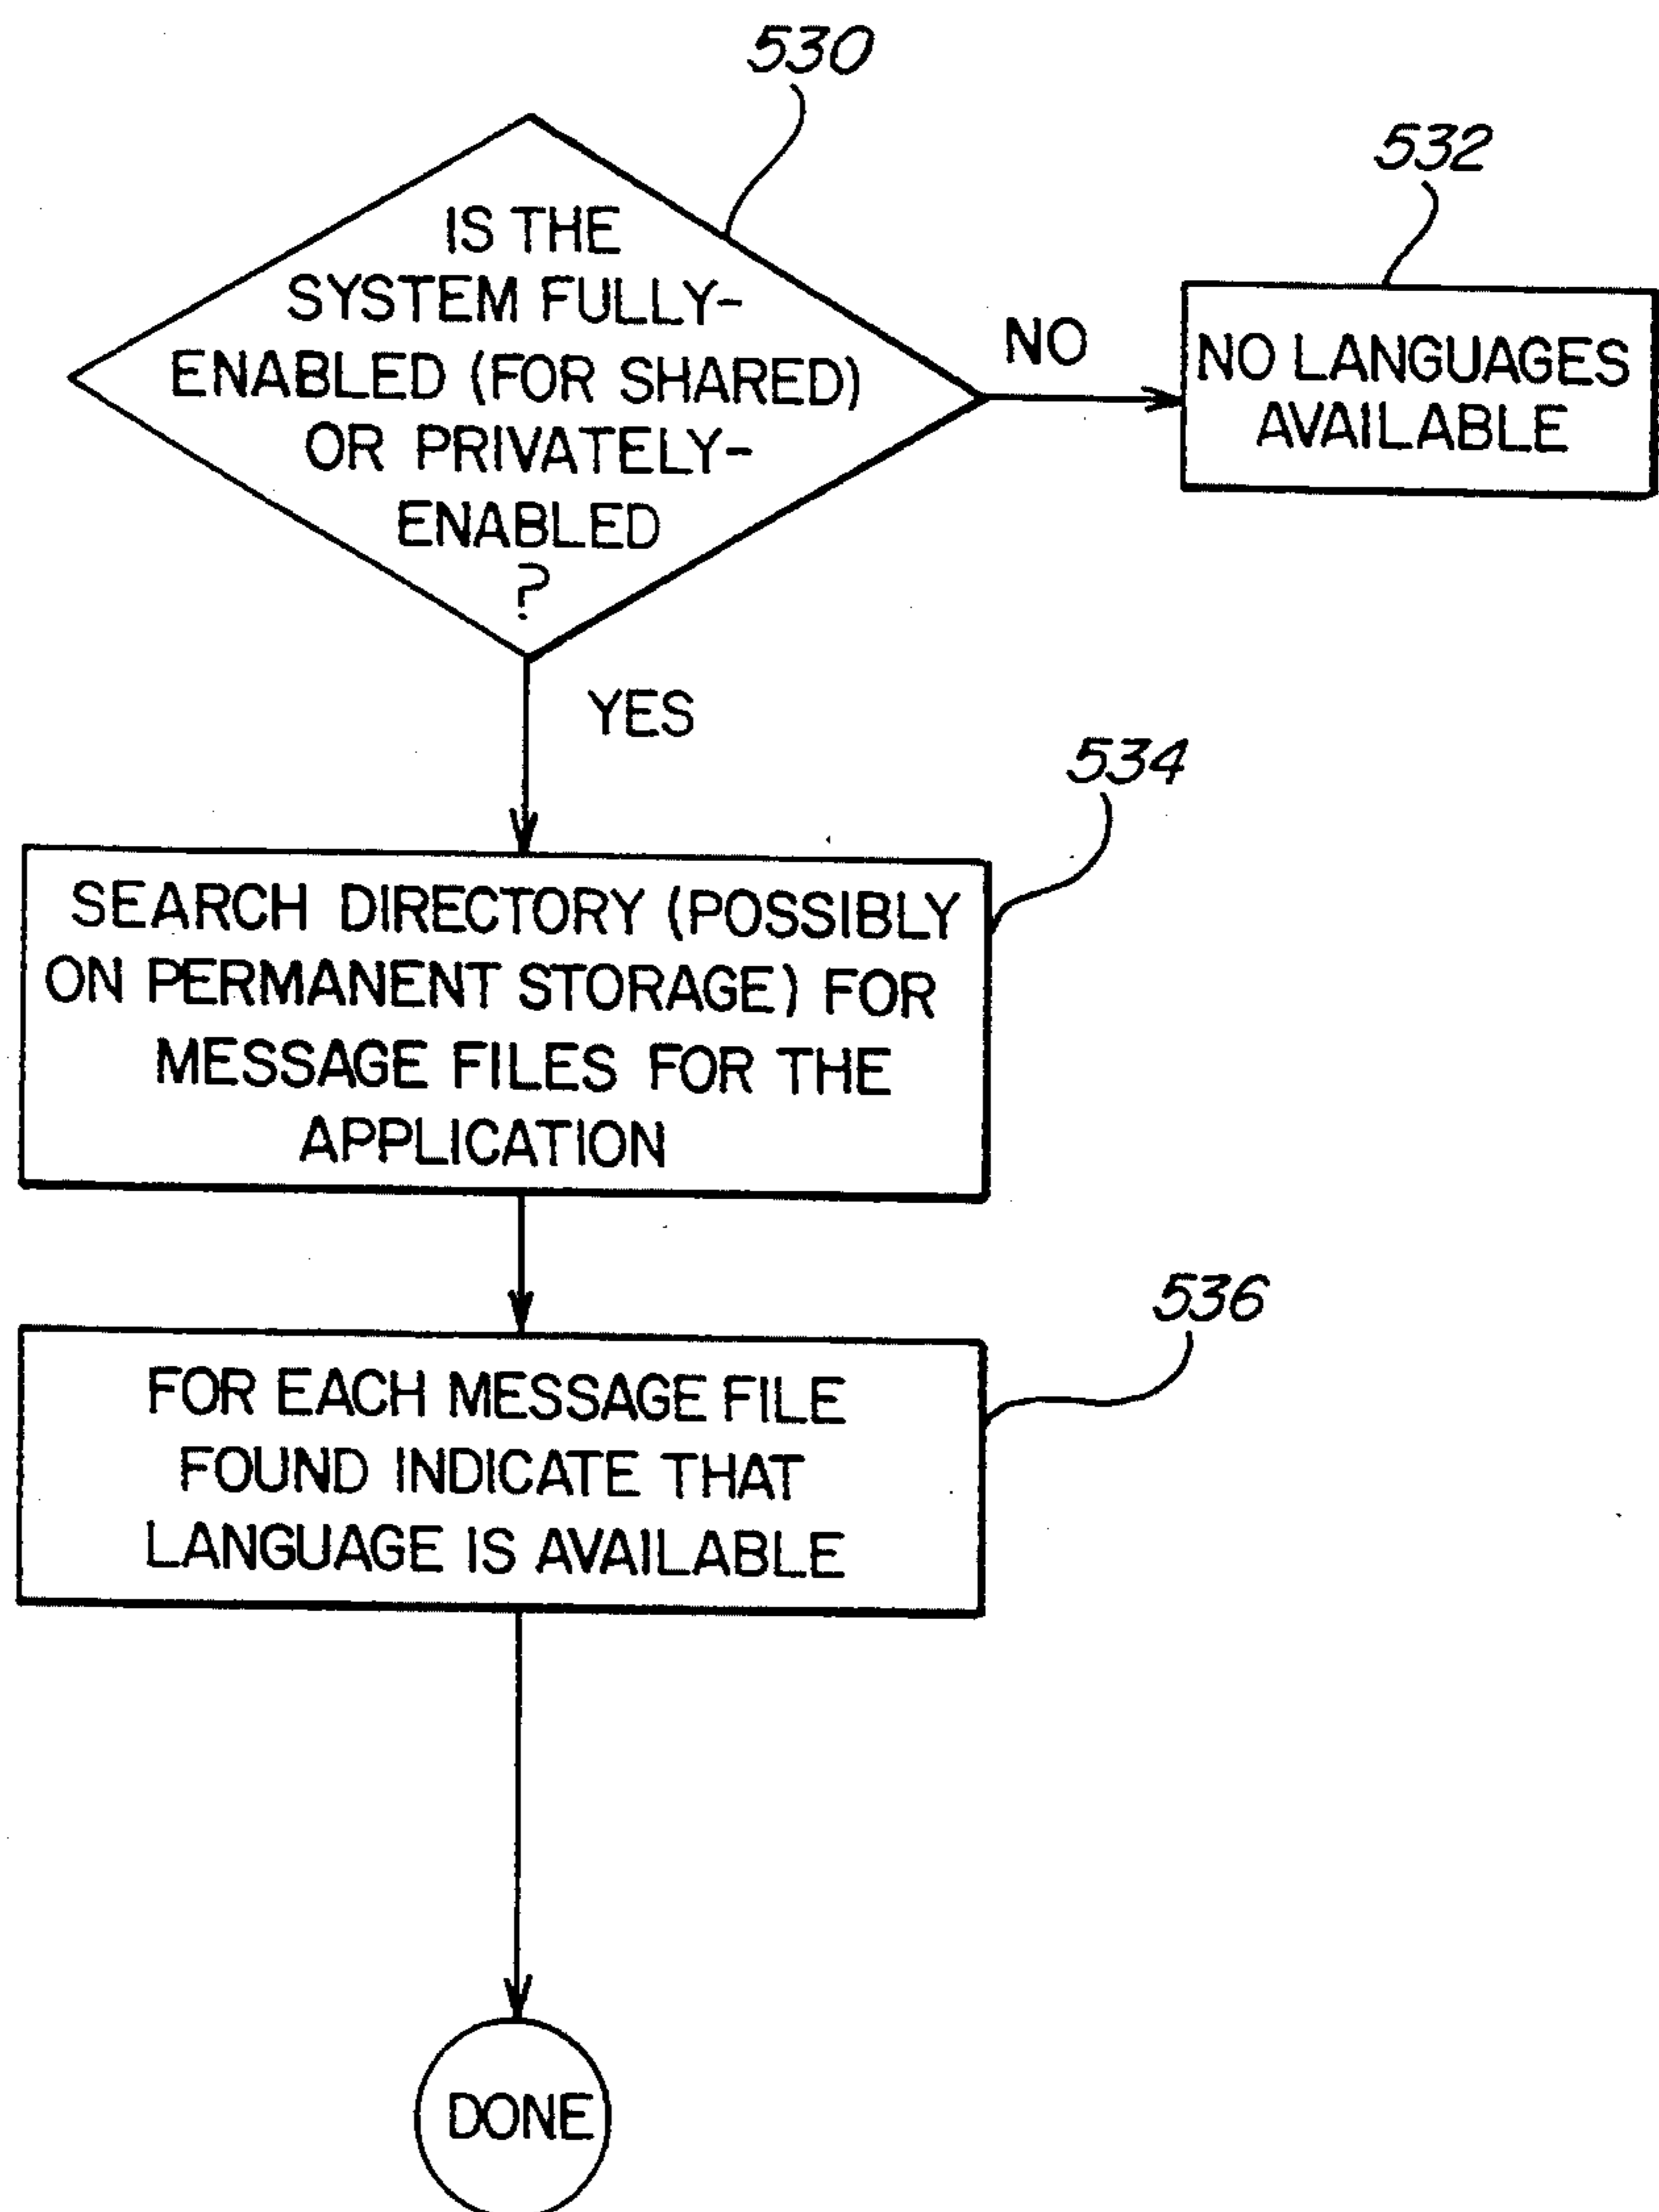 530
IS THE
SYSTEM FULLY-
ENABLED (FOR SHARED)
OR PRIVATELY-
ENABLED
?
NO
532
NO LANGUAGES
AVAILABLE
YES
534
SEARCH DIRECTORY (POSSIBLY
ON PERMANENT STORAGE) FOR
MESSAGE FILES FOR THE
APPLICATION
536
FOR EACH MESSAGE FILE
FOUND INDICATE THAT
LANGUAGE IS AVAILABLE
DONE